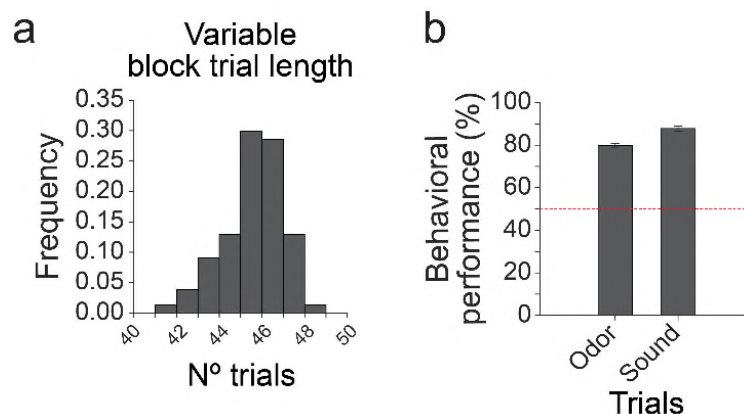 a
Variable
block trial length
Frequency
0.35
0.30
0.25
0.20
0.15
0.10
0.05
0.00
40
42
44
46
48
50
Nº trials
b
Behavioral
performance (%)
100
80
60
40
20
0
Odor
Sound
Trials